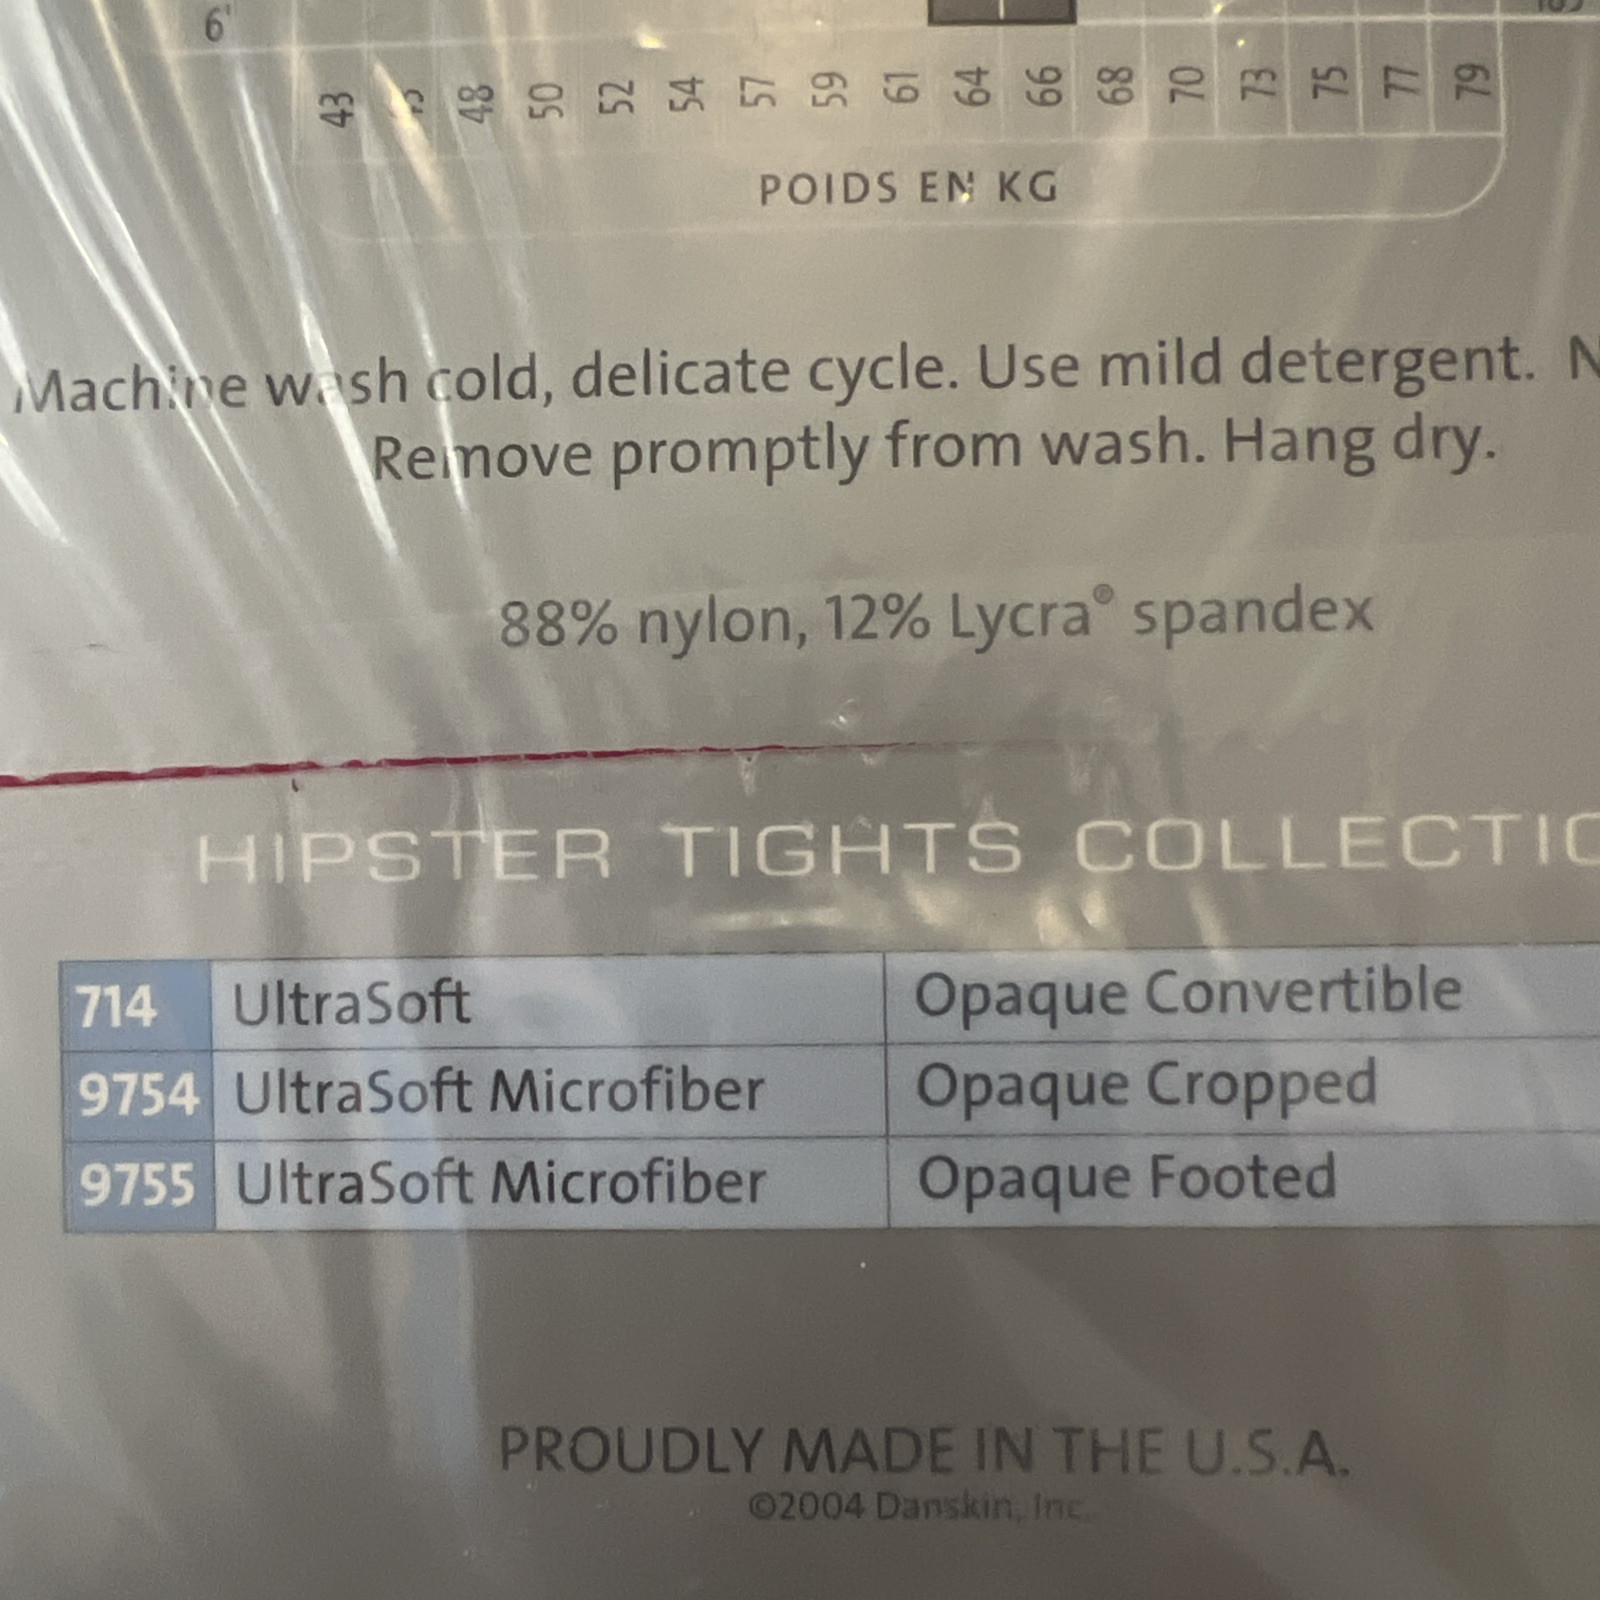 6'
43 48 50 52 54 57 59 61 64 66 68 70 73 75 77 79
POIDS EN KG
Machine wash cold, delicate cycle. Use mild detergent.
Remove promptly from wash. Hang dry.
88% nylon, 12% Lycra® spandex
HIPSTER TIGHTS COLLECTIO
714 UltraSoft Opaque Convertible
9754 UltraSoft Microfiber Opaque Cropped
9755 UltraSoft Microfiber Opaque Footed
PROUDLY MADE IN THE U.S.A.
©2004 Danskin, Inc.